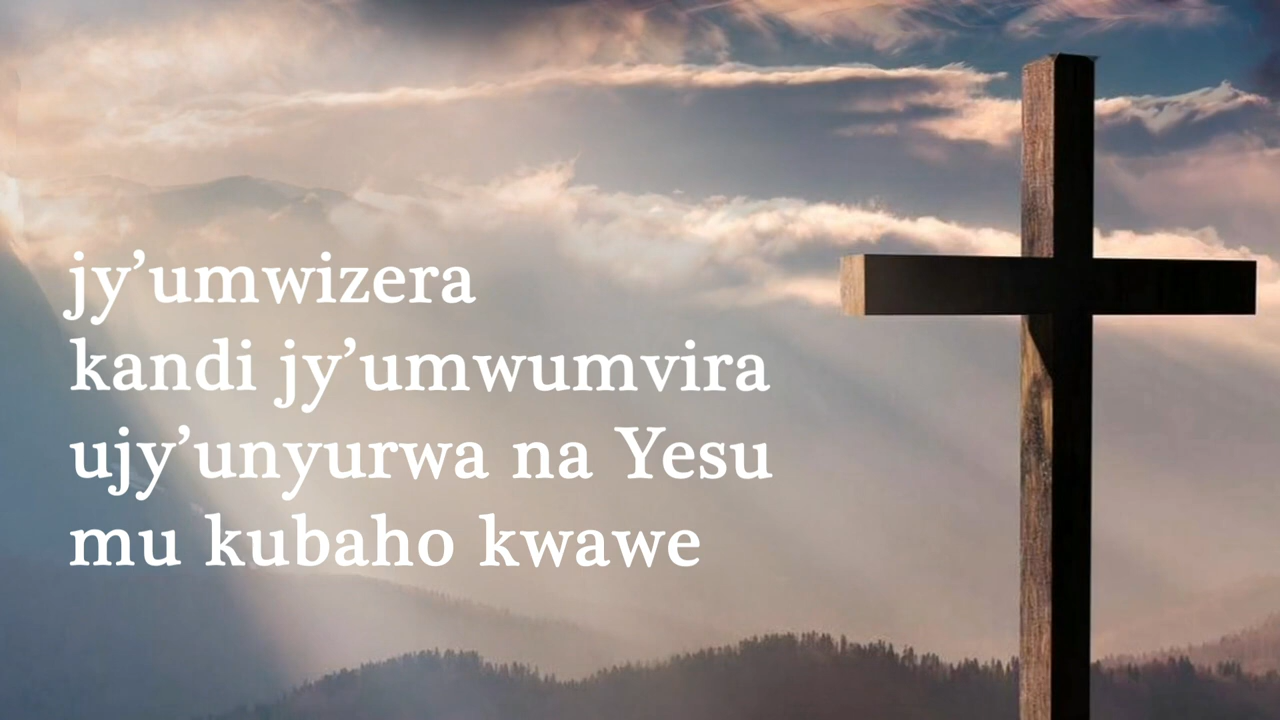 jy’umwizera
kandi jy’umwumvira
ujy’unyurwa na Yesu
mu kubaho kwawe